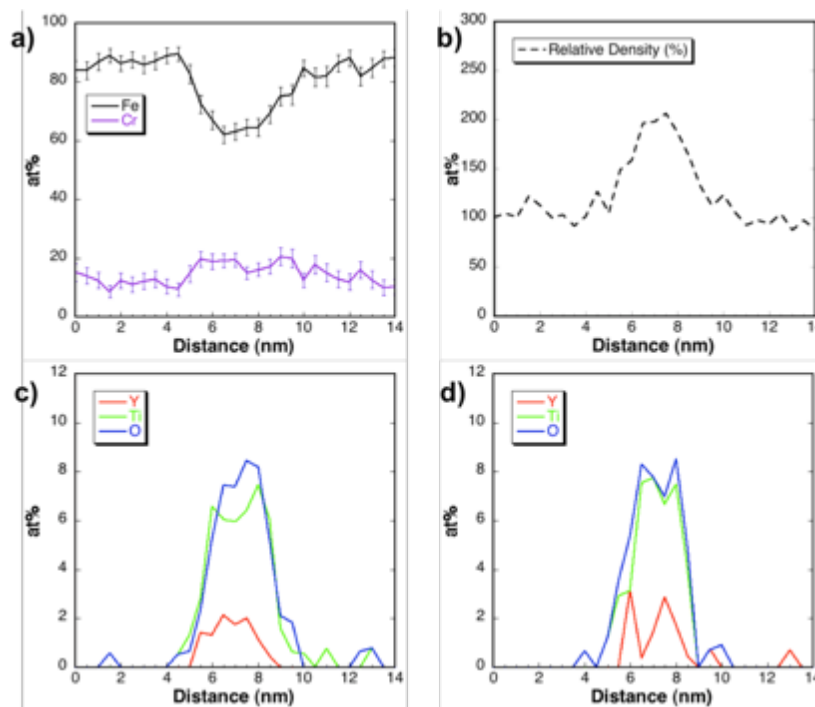 a)
100
80
60
40
20
0
at%
Fe
Cr
0 2 4 6 8 10 12 14
Distance (nm)
b)
300
250
200
150
100
50
0
at%
Relative Density (%)
0 2 4 6 8 10 12 14
Distance (nm)
c)
12
10
8
6
4
2
0
at%
Y
Ti
O
0 2 4 6 8 10 12 14
Distance (nm)
d)
12
10
8
6
4
2
0
at%
Y
Ti
O
0 2 4 6 8 10 12 14
Distance (nm)